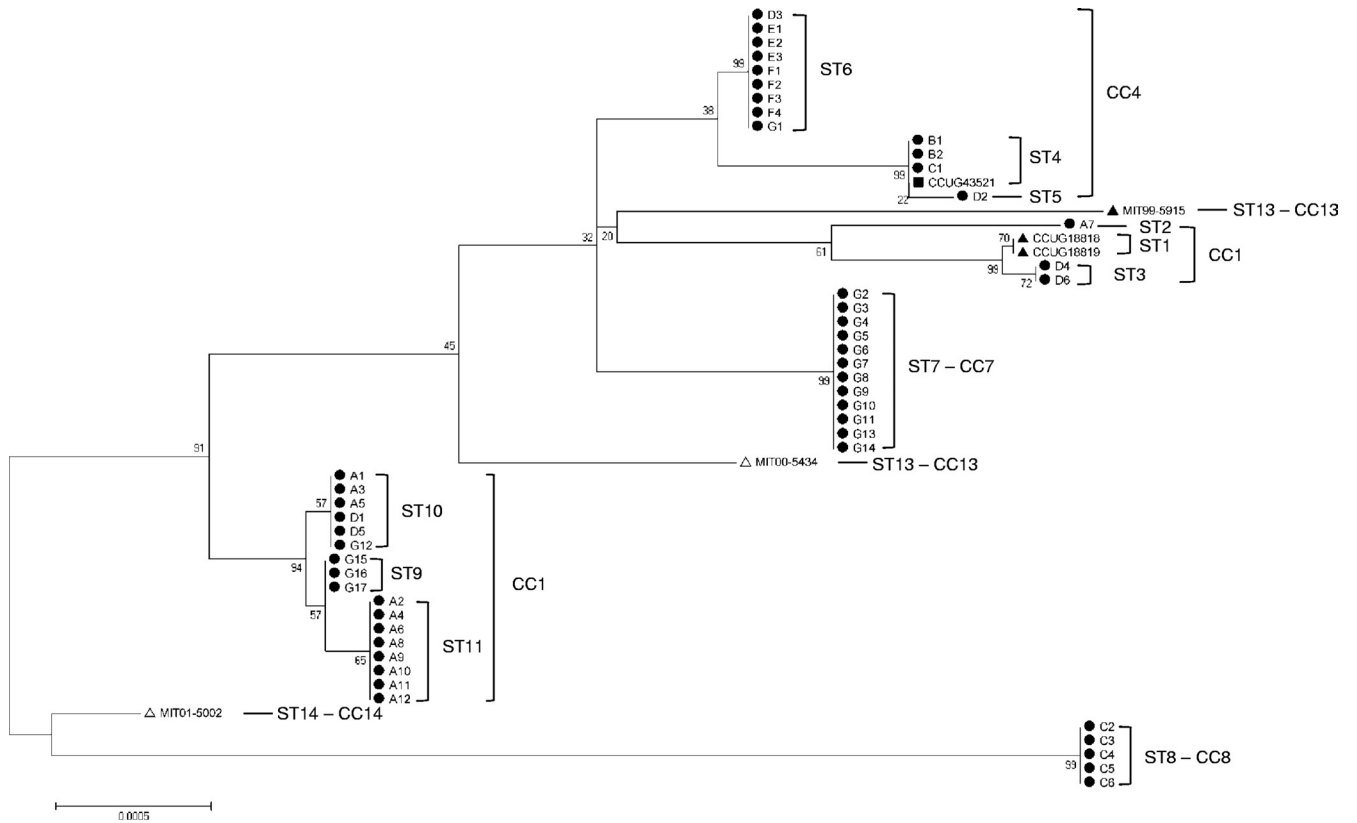 D3
E1
E2
E3
F1
F2
F3
F4
G1
99
ST6
38
CC4
B1
B2
C1
CCUG43521
99
ST4
22
D2
ST5
MIT99-5915
ST13 – CC13
32
20
A7
ST2
61
70
CCUG18818
CCUG18819
ST1
CC1
99
D4
D6
72
ST3
G2
G3
G4
G5
G6
G7
G8
G9
G10
G11
G13
G14
99
ST7 – CC7
45
MIT00-5434
ST13 – CC13
91
A1
A3
A5
D1
D5
G12
57
ST10
94
G15
G16
G17
ST9
CC1
57
A2
A4
A6
A8
A9
A10
A11
A12
65
ST11
MIT01-5002
ST14 – CC14
C2
C3
C4
C5
C6
99
ST8 – CC8
0.0005